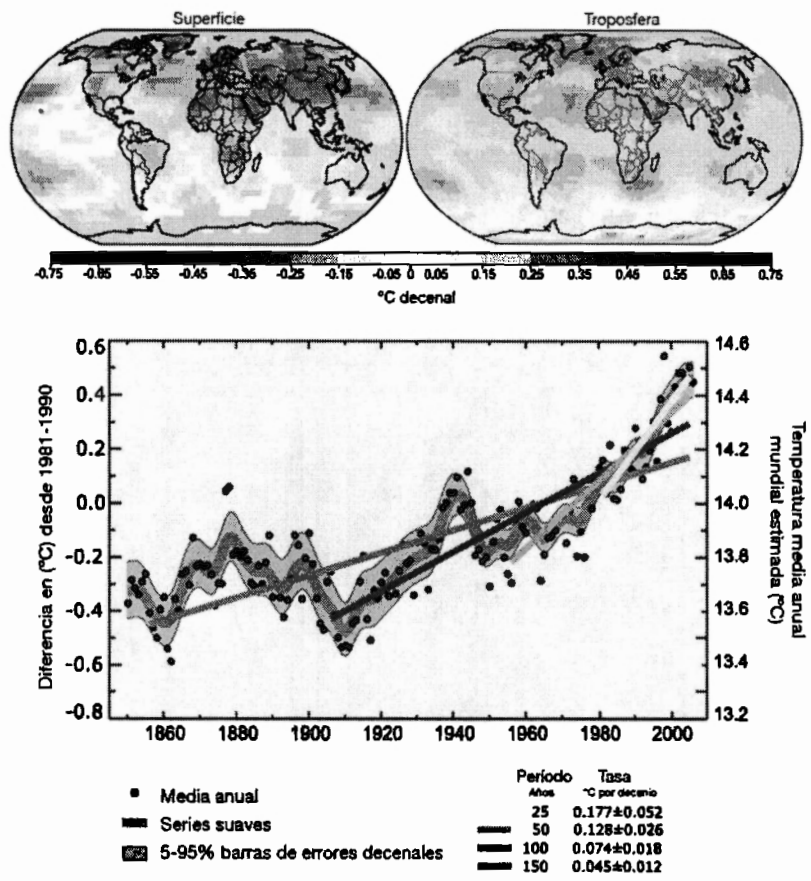 Superficie
Troposfera
-0.75 -0.65 -0.55 -0.45 -0.35 -0.25 -0.15 -0.05 0 0.05 0.15 0.25 0.35 0.45 0.55 0.65 0.75
°C decenal
Diferencia en (°C) desde 1981-1990
0.6
0.4
0.2
0.0
-0.2
-0.4
-0.6
-0.8
14.6
14.4
14.2
14.0
13.8
13.6
13.4
13.2
Temperatura media anual
mundial estimada (°C)
1860 1880 1900 1920 1940 1960 1980 2000
Media anual
Series suaves
5-95% barras de errores decenales
Período Tasa
Años °C por decenio
25 0.177±0.052
50 0.128±0.026
100 0.074±0.018
150 0.045±0.012